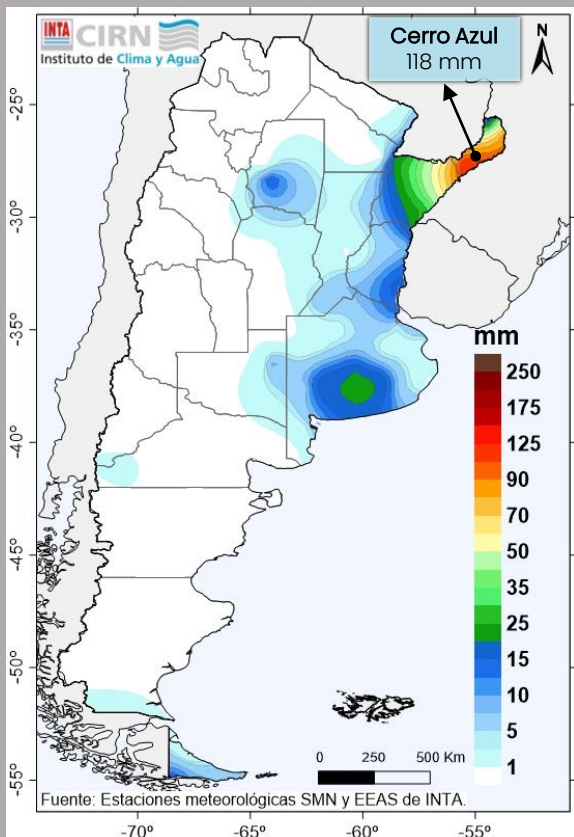 INTA CIRN
Instituto de Clima y Agua
Cerro Azul
118 mm
N
-25°
-30°
-35°
-40°
-45°
-50°
-55°
mm
250
175
125
90
70
50
35
25
15
10
5
1
0 250 500 Km
Fuente: Estaciones meteorológicas SMN y EEAS de INTA.
-70° -65° -60° -55°